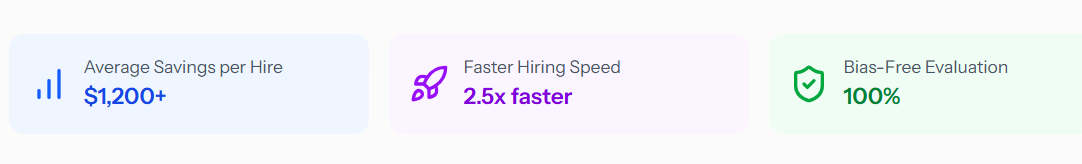 Average Savings per Hire
$1,200+
Faster Hiring Speed
2.5x faster
Bias-Free Evaluation
100%